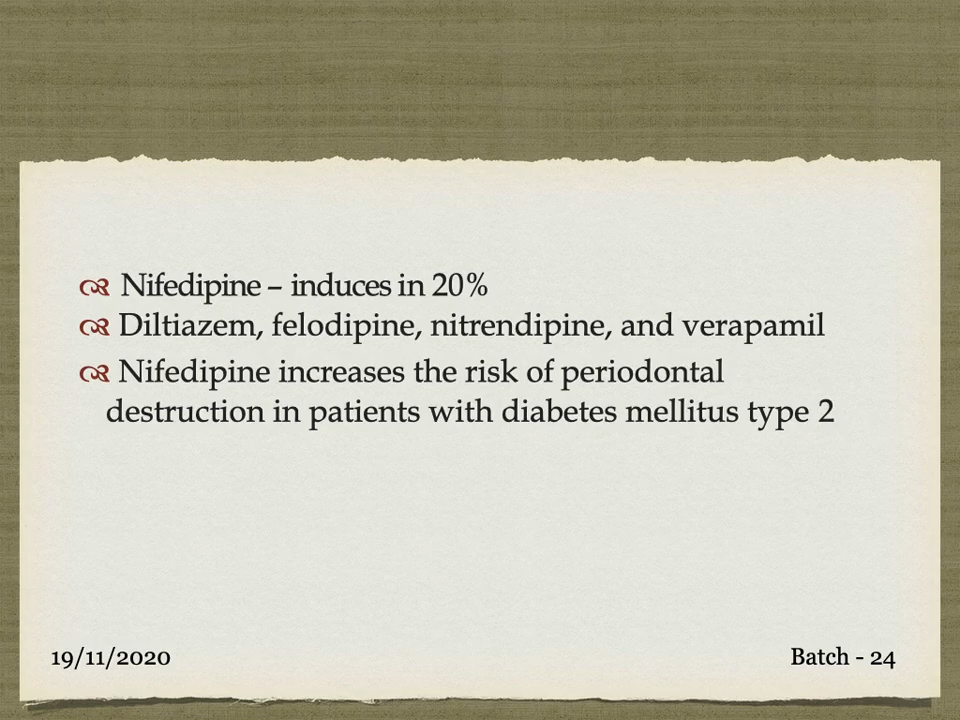 Nifedipine – induces in 20%
Diltiazem, felodipine, nitrendipine, and verapamil
Nifedipine increases the risk of periodontal
destruction in patients with diabetes mellitus type 2
19/11/2020
Batch - 24